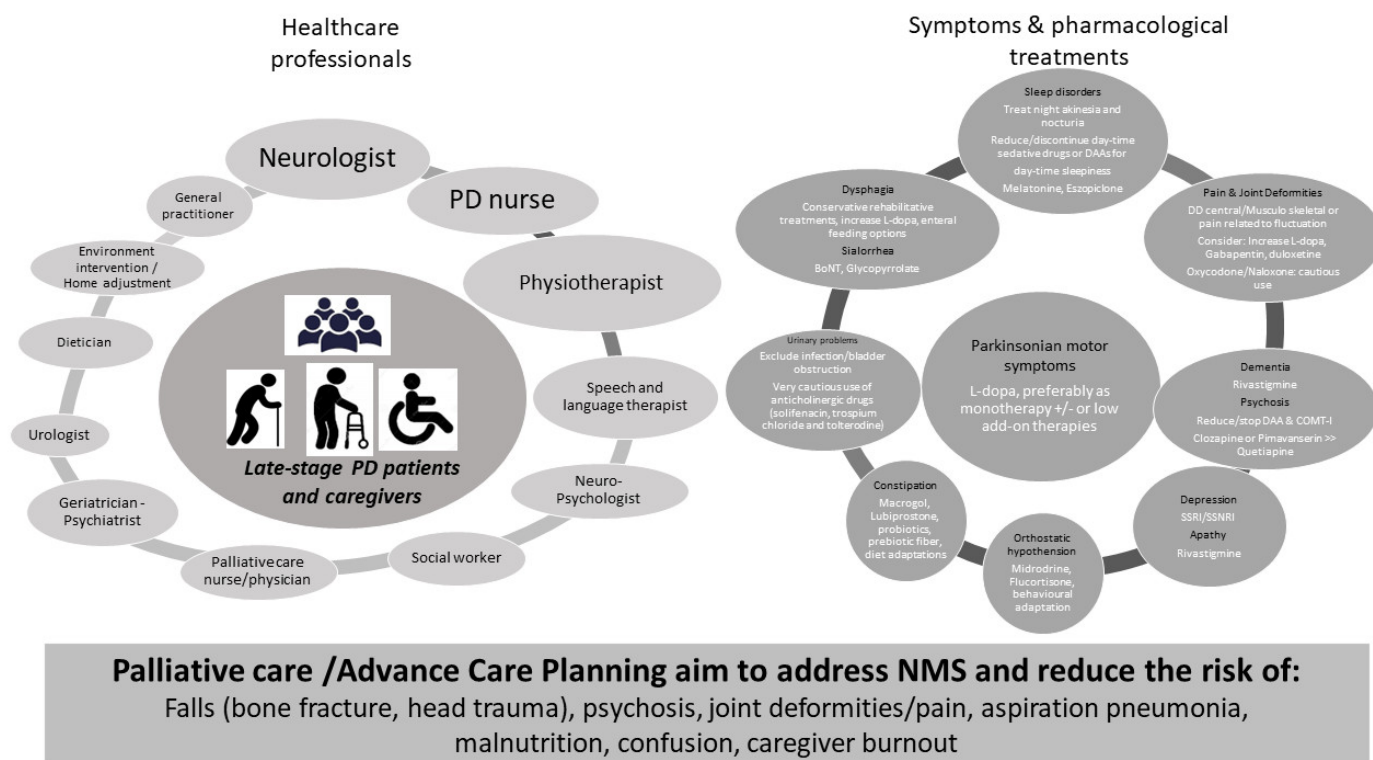 Healthcare
professionals
Neurologist
PD nurse
Physiotherapist
Speech and
language therapist
Neuro-
Psychologist
Social worker
Palliative care
nurse/physician
Geriatrician -
Psychiatrist
Urologist
Dietician
Environment
intervention /
Home adjustment
General
practitioner
Late-stage PD patients
and caregivers
Symptoms & pharmacological
treatments
Sleep disorders
Treat night akinesia and
nocturia
Reduce/discontinue day-time
sedative drugs or DAAs for
day-time sleepiness
Melatonine, Eszopiclone
Pain & Joint Deformities
DD central/Musculo skeletal or
pain related to fluctuation
Consider: Increase L-dopa,
Gabapentin, duloxetine
Oxycodone/Naloxone: cautious
use
Dementia
Rivastigmine
Psychosis
Reduce/stop DAA & COMT-I
Clozapine or Pimavanserin >>
Quetiapine
Depression
SSRI/SSNRI
Apathy
Rivastigmine
Orthostatic
hypothension
Midrodrine,
Flucortisone,
behavioural
adaptation
Constipation
Macrogol,
Lubiprostone,
probiotics,
prebiotic fiber,
diet adaptations
Urinary problems
Exclude infection/bladder
obstruction
Very cautious use of
anticholinergic drugs
(solifenacin, trospium
chloride and tolterodine)
Dysphagia
Conservative rehabilitative
treatments, increase L-dopa, enteral
feeding options
Sialorrhea
BoNT, Glycopyrrolate
Parkinsonian motor
symptoms
L-dopa, preferably as
monotherapy +/- or low
add-on therapies
Palliative care /Advance Care Planning aim to address NMS and reduce the risk of:
Falls (bone fracture, head trauma), psychosis, joint deformities/pain, aspiration pneumonia,
malnutrition, confusion, caregiver burnout